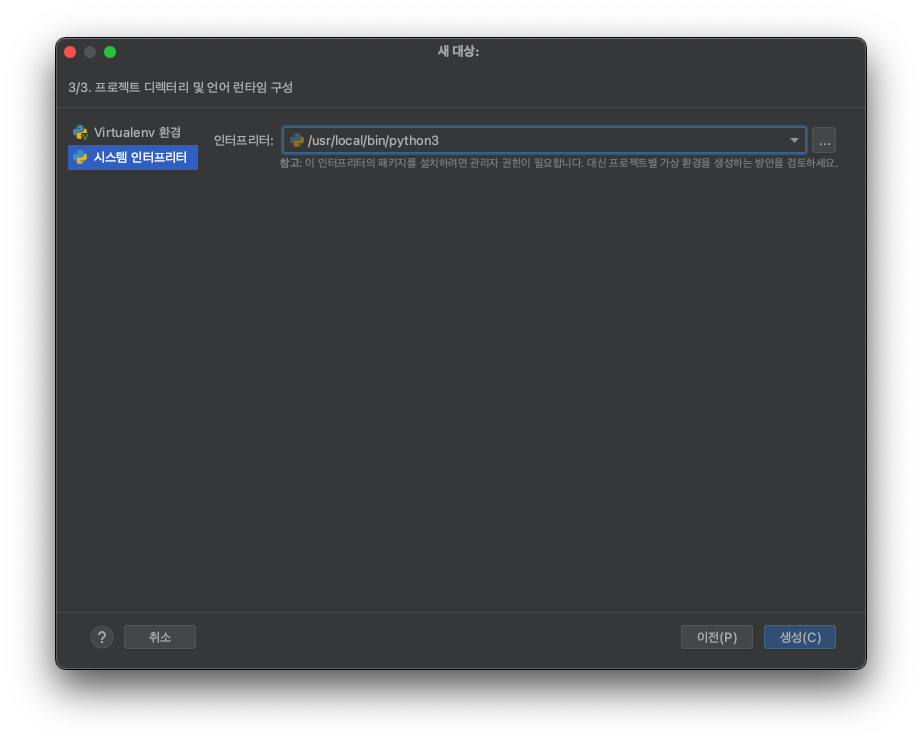 새 대상:
3/3. 프로젝트 디렉터리 및 언어 런타임 구성
Virtualenv 환경
시스템 인터프리터
인터프리터: /usr/local/bin/python3 ...
참고: 이 인터프리터의 패키지를 설치하려면 관리자 권한이 필요합니다. 대신 프로젝트별 가상 환경을 생성하는 방안을 검토하세요.
? 취소 이전(P) 생성(C)